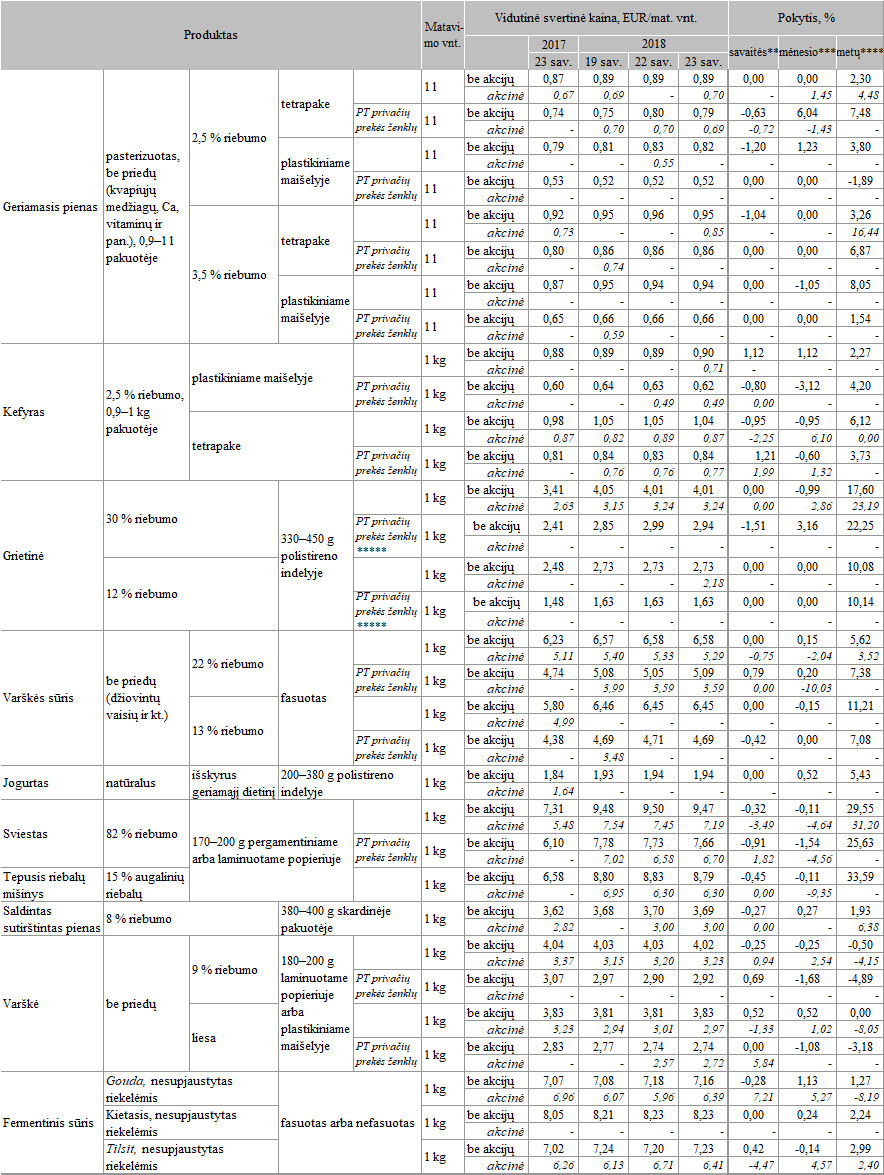 Produktas Matavi- Vidutinė svertinė kaina, EUR/mat. vnt. Pokytis, %
mo vnt. 2017 2018 savaitės** mėnesio*** metų****
23 sav. 19 sav. 22 sav. 23 sav.
Geriamasis pienas
pasterizuotas,
be priedų
(kvapiųjų
medžiagų, Ca,
vitaminų ir
pan.), 0,9–1 l
pakuotėje
2,5 % riebumo
tetrapake
1 l be akcijų 0,87 0,89 0,89 0,89 0,00 0,00 2,30
akcinė 0,67 0,69 - 0,70 - 1,45 4,48
PT privačių
prekės ženklų
1 l be akcijų 0,74 0,75 0,80 0,79 -0,63 6,04 7,48
akcinė - 0,70 0,70 0,69 -0,72 -1,43 -
plastikiniame
maišelyje
1 l be akcijų 0,79 0,81 0,83 0,82 -1,20 1,23 3,80
akcinė - - 0,55 - - - -
PT privačių
prekės ženklų
1 l be akcijų 0,53 0,52 0,52 0,52 0,00 0,00 -1,89
akcinė - - - - - - -
3,5 % riebumo
tetrapake
1 l be akcijų 0,92 0,95 0,96 0,95 -1,04 0,00 3,26
akcinė 0,73 - - 0,85 - - 16,44
PT privačių
prekės ženklų
1 l be akcijų 0,80 0,86 0,86 0,86 0,00 0,00 6,87
akcinė - 0,74 - - - - -
plastikiniame
maišelyje
1 l be akcijų 0,87 0,95 0,94 0,94 0,00 -1,05 8,05
akcinė - - - - - - -
PT privačių
prekės ženklų
1 l be akcijų 0,65 0,66 0,66 0,66 0,00 0,00 1,54
akcinė - 0,59 - - - - -
Kefyras
2,5 % riebumo,
0,9–1 kg
pakuotėje
plastikiniame maišelyje
1 kg be akcijų 0,88 0,89 0,89 0,90 1,12 1,12 2,27
akcinė - - - 0,71 - - -
PT privačių
prekės ženklų
1 kg be akcijų 0,60 0,64 0,63 0,62 -0,80 -3,12 4,20
akcinė - - 0,49 0,49 0,00 - -
tetrapake
1 kg be akcijų 0,98 1,05 1,05 1,04 -0,95 -0,95 6,12
akcinė 0,87 0,82 0,89 0,87 -2,25 6,10 0,00
PT privačių
prekės ženklų
1 kg be akcijų 0,81 0,84 0,83 0,84 1,21 -0,60 3,73
akcinė - 0,76 0,76 0,77 1,99 1,32 -
Grietinė
30 % riebumo
330–450 g
polistireno
indelyje
1 kg be akcijų 3,41 4,05 4,01 4,01 0,00 -0,99 17,60
akcinė 2,63 3,15 3,24 3,24 0,00 2,86 23,19
PT privačių
prekės ženklų
*****
1 kg be akcijų 2,41 2,85 2,99 2,94 -1,51 3,16 22,25
akcinė - - - - - - -
12 % riebumo
1 kg be akcijų 2,48 2,73 2,73 2,73 0,00 0,00 10,08
akcinė - - - 2,18 - - -
PT privačių
prekės ženklų
*****
1 kg be akcijų 1,48 1,63 1,63 1,63 0,00 0,00 10,14
akcinė - - - - - - -
Varškės sūris
be priedų
(džiovintų
vaisių ir kt.)
22 % riebumo
fasuotas
1 kg be akcijų 6,23 6,57 6,58 6,58 0,00 0,15 5,62
akcinė 5,11 5,40 5,33 5,29 -0,75 -2,04 3,52
PT privačių
prekės ženklų
1 kg be akcijų 4,74 5,08 5,05 5,09 0,79 0,20 7,38
akcinė - 3,99 3,59 3,59 0,00 -10,03 -
13 % riebumo
1 kg be akcijų 5,80 6,46 6,45 6,45 0,00 -0,15 11,21
akcinė 4,99 - - - - - -
PT privačių
prekės ženklų
1 kg be akcijų 4,38 4,69 4,71 4,69 -0,42 0,00 7,08
akcinė - 3,48 - - - - -
Jogurtas natūralus
išskyrus
geriamąjį dietinį
200–380 g polistireno
indelyje
1 kg be akcijų 1,84 1,93 1,94 1,94 0,00 0,52 5,43
akcinė 1,64 - - - - - -
Sviestas 82 % riebumo
170–200 g pergamentiniame
arba laminuotame popieriuje
1 kg be akcijų 7,31 9,48 9,50 9,47 -0,32 -0,11 29,55
akcinė 5,48 7,54 7,45 7,19 -3,49 -4,64 31,20
PT privačių
prekės ženklų
1 kg be akcijų 6,10 7,78 7,73 7,66 -0,91 -1,54 25,63
akcinė - 7,02 6,58 6,70 1,82 -4,56 -
Tepusis riebalų
mišinys
15 % augalinių
riebalų
1 kg be akcijų 6,58 8,80 8,83 8,79 -0,45 -0,11 33,59
akcinė - 6,95 6,30 6,30 0,00 -9,35 -
Saldintas
sutirštintas pienas
8 % riebumo
380–400 g skardinėje
pakuotėje
1 kg be akcijų 3,62 3,68 3,70 3,69 -0,27 0,27 1,93
akcinė 2,82 - 3,00 3,00 0,00 - 6,38
Varškė
be priedų
9 % riebumo
180–200 g
laminuotame
popieriuje
arba
plastikiniame
maišelyje
1 kg be akcijų 4,04 4,03 4,03 4,02 -0,25 -0,25 -0,50
akcinė 3,37 3,15 3,20 3,23 0,94 2,54 -4,15
PT privačių
prekės ženklų
1 kg be akcijų 3,07 2,97 2,90 2,92 0,69 -1,68 -4,89
akcinė - - - - - - -
liesa
1 kg be akcijų 3,83 3,81 3,81 3,83 0,52 0,52 0,00
akcinė 3,23 2,94 3,01 2,97 -1,33 1,02 -8,05
PT privačių
prekės ženklų
1 kg be akcijų 2,83 2,77 2,74 2,74 0,00 -1,08 -3,18
akcinė - - 2,57 2,72 5,84 - -
Fermentinis sūris
Gouda, nesupjaustytas
riekelėmis
fasuotas arba nefasuotas
1 kg be akcijų 7,07 7,08 7,18 7,16 -0,28 1,13 1,27
akcinė 6,96 6,07 5,96 6,39 7,21 5,27 -8,19
Kietasis, nesupjaustytas
riekelėmis
1 kg be akcijų 8,05 8,21 8,23 8,23 0,00 0,24 2,24
akcinė - - - - - - -
Tilsit, nesupjaustytas
riekelėmis
1 kg be akcijų 7,02 7,24 7,20 7,23 0,42 -0,14 2,99
akcinė 6,26 6,13 6,71 6,41 -4,47 4,57 2,40